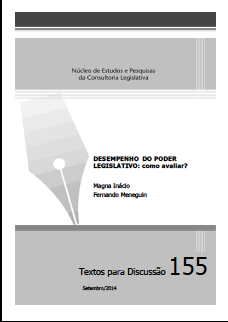 Núcleo de Estudos e Pesquisas
da Consultoria Legislativa
DESEMPENHO DO PODER
LEGISLATIVO: como avaliar?
Magna Inácio
Fernando Meneguin
Textos para Discussão 155
Setembro/2014